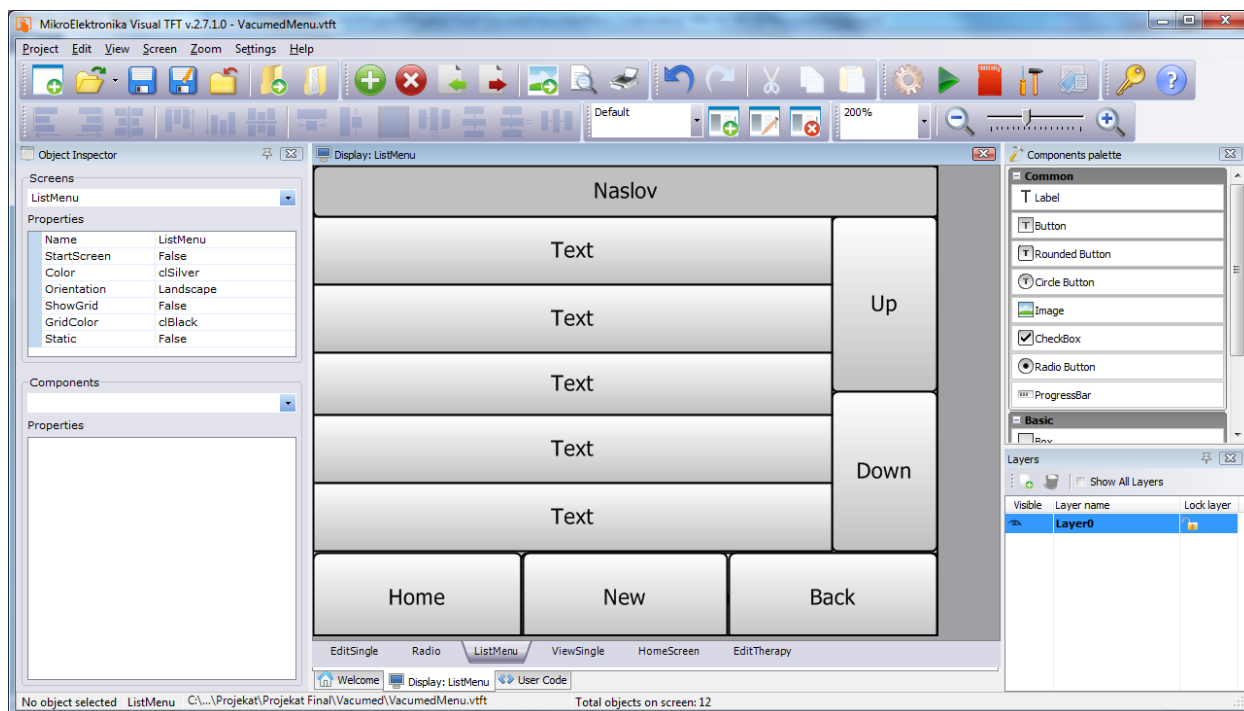 MikroElektronika Visual TFT v.2.7.1.0 - VacumedMenu.vtft
Project Edit View Screen Zoom Settings Help
Default
200%
Object Inspector
Screens
ListMenu
Properties
Name ListMenu
StartScreen False
Color clSilver
Orientation Landscape
ShowGrid False
GridColor clBlack
Static False
Components
Properties
Display: ListMenu
Naslov
Text
Text
Text
Text
Text
Up
Down
Home New Back
EditSingle Radio ListMenu ViewSingle HomeScreen EditTherapy
Welcome Display: ListMenu User Code
Components palette
Common
T Label
T Button
T Rounded Button
T Circle Button
Image
CheckBox
Radio Button
ProgressBar
Basic
Box
Layers
Show All Layers
Visible Layer name Lock layer
Layer0
No object selected ListMenu C:\...\Projekat\Projekat Final\Vacumed\VacumedMenu.vtft Total objects on screen: 12